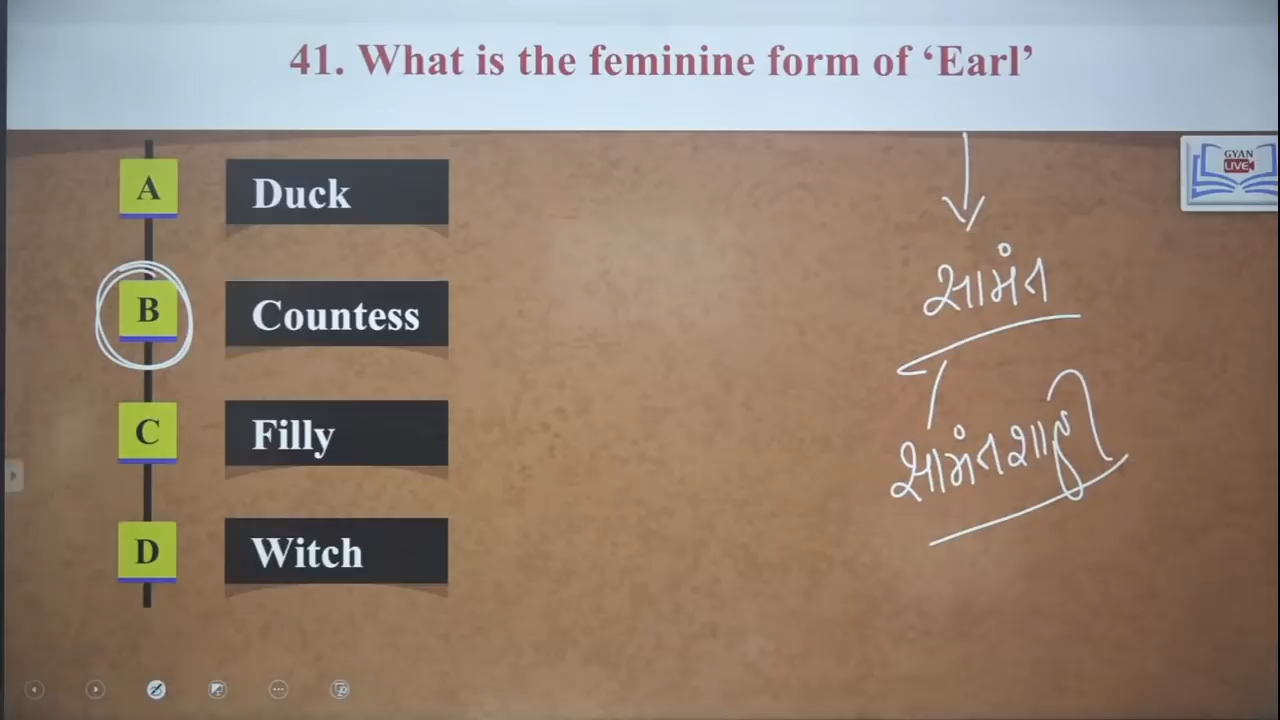 41. What is the feminine form of ‘Earl’
GYAN
LIVE
A Duck
સામંત
B Countess
સામંતશાહી
C Filly
D Witch